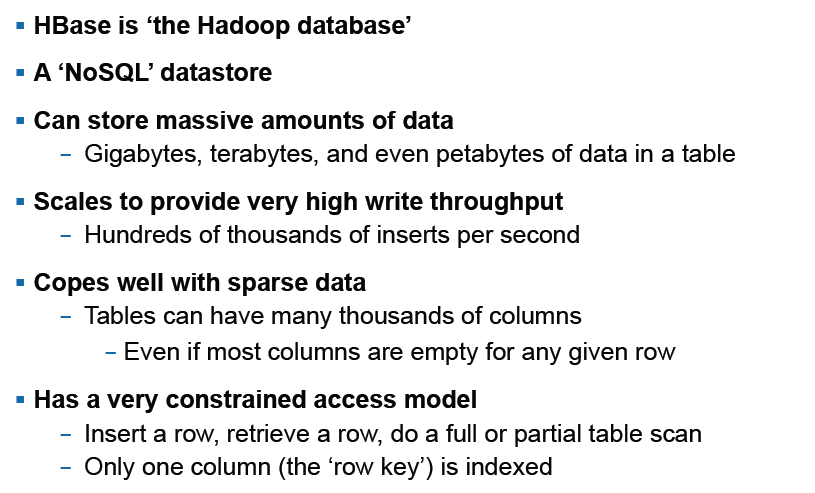 ▪ HBase is ‘the Hadoop database’
▪ A ‘NoSQL’ datastore
▪ Can store massive amounts of data
– Gigabytes, terabytes, and even petabytes of data in a table
▪ Scales to provide very high write throughput
– Hundreds of thousands of inserts per second
▪ Copes well with sparse data
– Tables can have many thousands of columns
– Even if most columns are empty for any given row
▪ Has a very constrained access model
– Insert a row, retrieve a row, do a full or partial table scan
– Only one column (the ‘row key’) is indexed